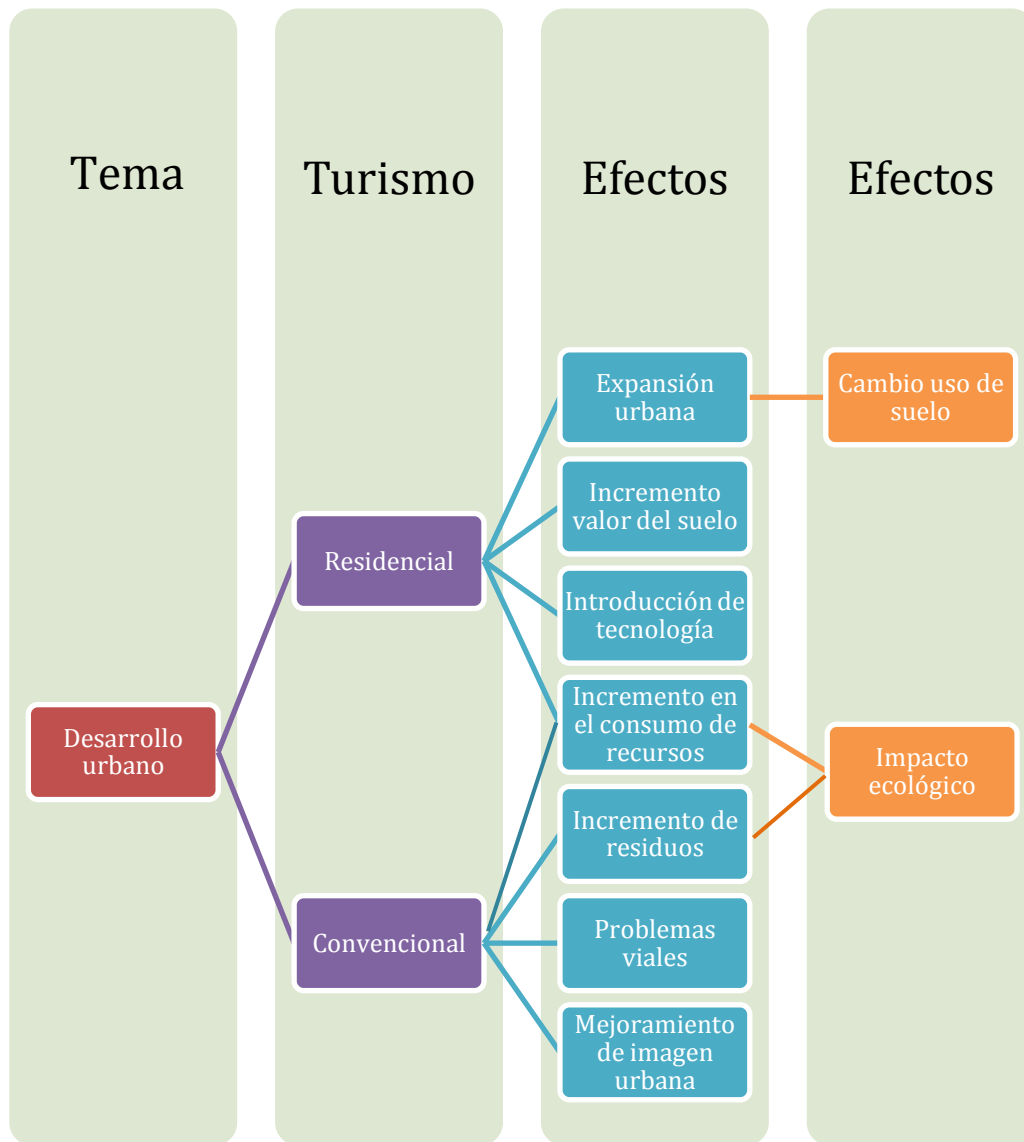 Tema
Turismo
Efectos
Efectos
Desarrollo
urbano
Residencial
Convencional
Expansión
urbana
Incremento
valor del suelo
Introducción de
tecnología
Incremento en
el consumo de
recursos
Incremento de
residuos
Problemas
viales
Mejoramiento
de imagen
urbana
Cambio uso de
suelo
Impacto
ecológico